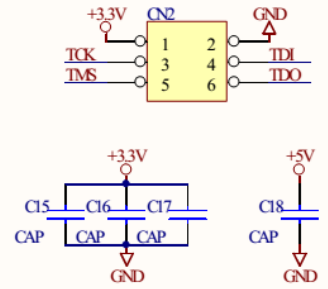 +3.3V CN2 GND
1 2
TCK 3 4 TDI
TMS 5 6 TDO
+3.3V +5V
C15 C16 C17 C18
CAP CAP CAP CAP
GND GND